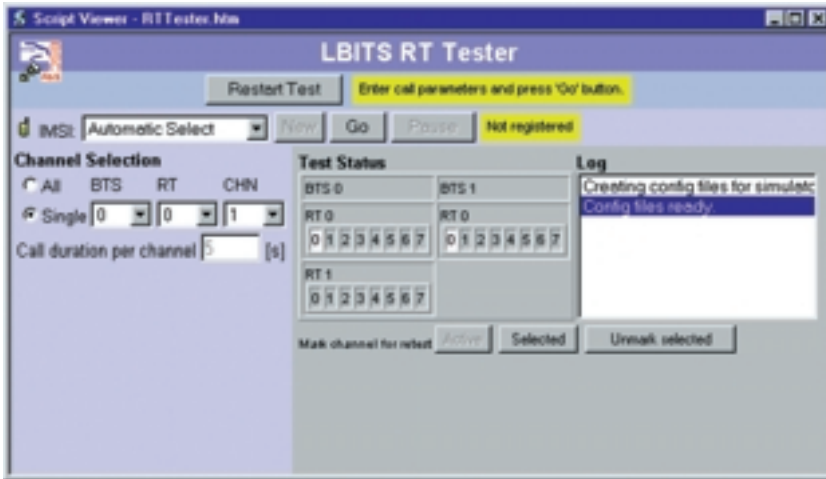 Script Viewer - RTTester.htm
LBITS RT Tester
Restart Test
Enter call parameters and press 'Go' button.
IMSI: Automatic Select
New
Go
Pause
Not registered
Channel Selection
All BTS RT CHN
Single 0 0 1
Call duration per channel 5 [s]
Test Status
BTS 0
BTS 1
RT 0
RT 0
0 1 2 3 4 5 6 7
0 1 2 3 4 5 6 7
RT 1
0 1 2 3 4 5 6 7
Mark channel for retest
Active
Selected
Unmark selected
Log
Creating config files for simulatc
Config files ready.